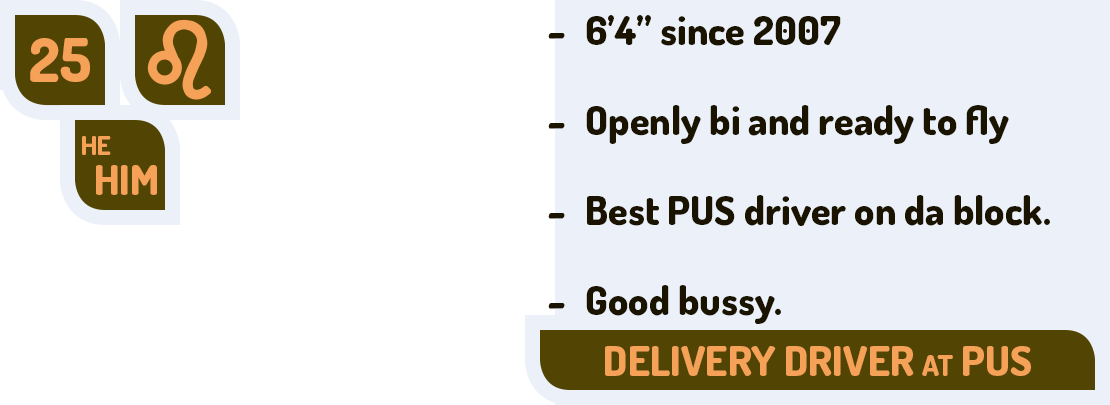 25
♌
HE
HIM
- 6’4” since 2007
- Openly bi and ready to fly
- Best PUS driver on da block.
- Good bussy.
DELIVERY DRIVER AT PUS